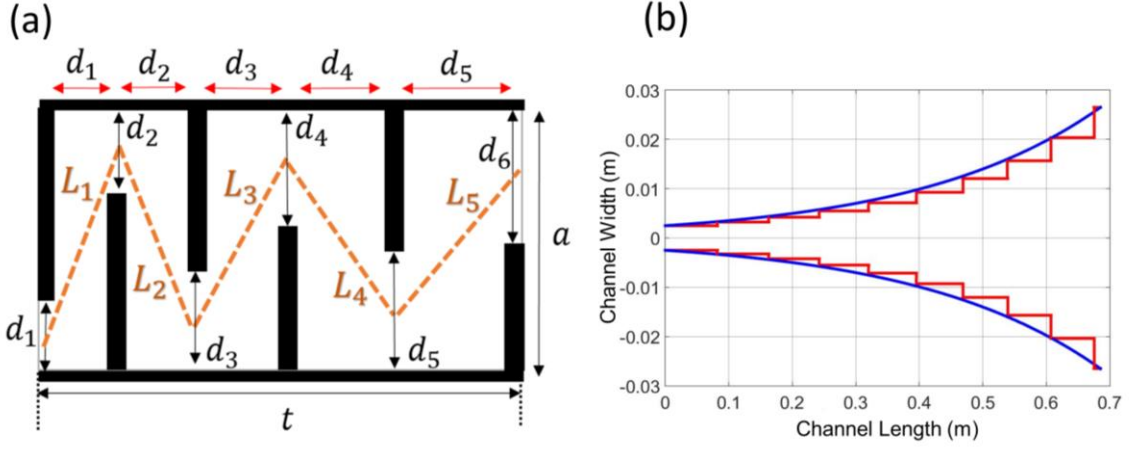 (a)
d₁ d₂ d₃ d₄ d₅
d₂ d₄ d₆
L₁ L₃ L₅
a
L₂ L₄
d₁ d₃ d₅
t
(b)
0.03
0.02
0.01
0
-0.01
-0.02
-0.03
Channel Width (m)
0 0.1 0.2 0.3 0.4 0.5 0.6 0.7
Channel Length (m)